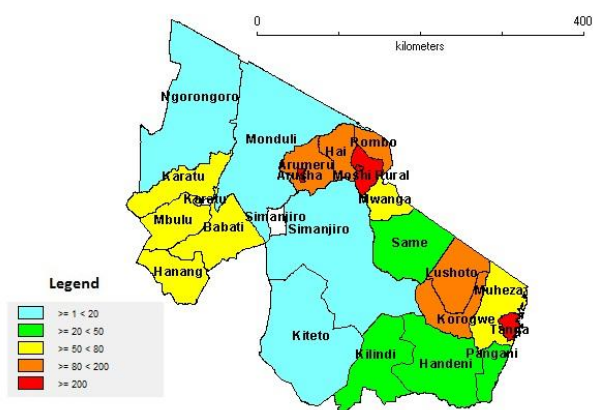 0
400
kilometers
Ngorongoro
Monduli
Rombo
Hai
Arumeru
Arusha
Moshi Rural
Karatu
Karatu
Mwanga
Mbulu
Babati
Simanjiro
Simanjiro
Same
Hanang
Lushoto
Muheza
Korogwe
Tanga
Kiteto
Kilindi
Handeni
Pangani
Legend
>= 1 < 20
>= 20 < 50
>= 50 < 80
>= 80 < 200
>= 200